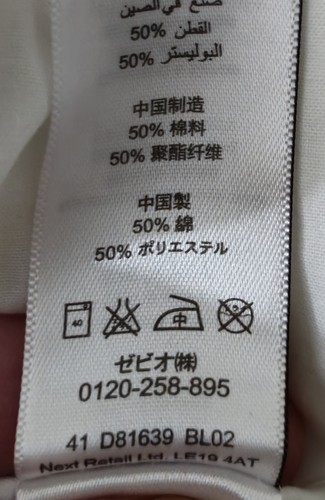 صنع في الصين
50% القطن
50% البوليستر
中国制造
50% 棉料
50% 聚酯纤维
中国製
50% 綿
50% ポリエステル
40 中
ゼビオ㈱
0120-258-895
41 D81639 BL02
Next Retail Ltd. LE19 4AT